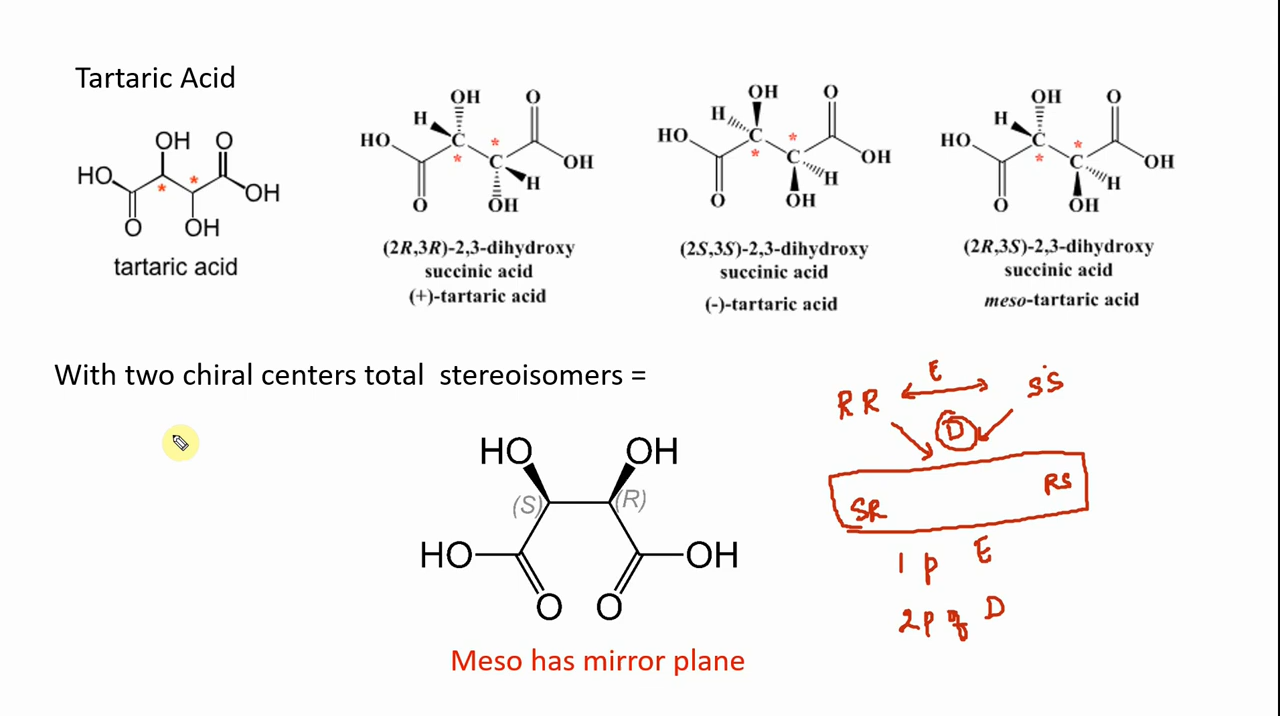 Tartaric Acid
OH O
HO * * OH
O OH
tartaric acid
OH O
H
HO C * OH
* C H
O OH
(2R,3R)-2,3-dihydroxy
succinic acid
(+)-tartaric acid
OH O
H
HO C * OH
* C H
O OH
(2S,3S)-2,3-dihydroxy
succinic acid
(-)-tartaric acid
OH O
H
HO C * OH
* C H
O OH
(2R,3S)-2,3-dihydroxy
succinic acid
meso-tartaric acid
With two chiral centers total stereoisomers =
HO OH
(S) (R)
HO OH
O O
Meso has mirror plane
E
RR SS
D
SR RS
1 p E
2p of D